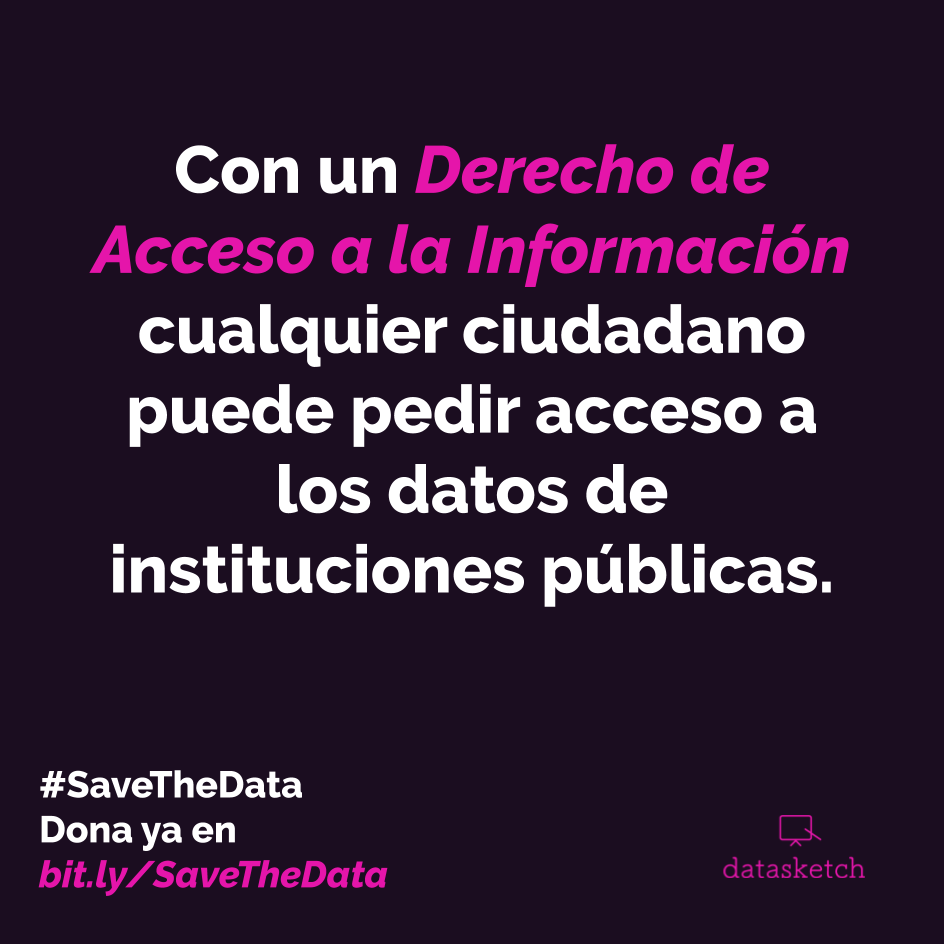 Con un Derecho de
Acceso a la Información
cualquier ciudadano
puede pedir acceso a
los datos de
instituciones públicas.
#SaveTheData
Dona ya en
bit.ly/SaveTheData
datasketch